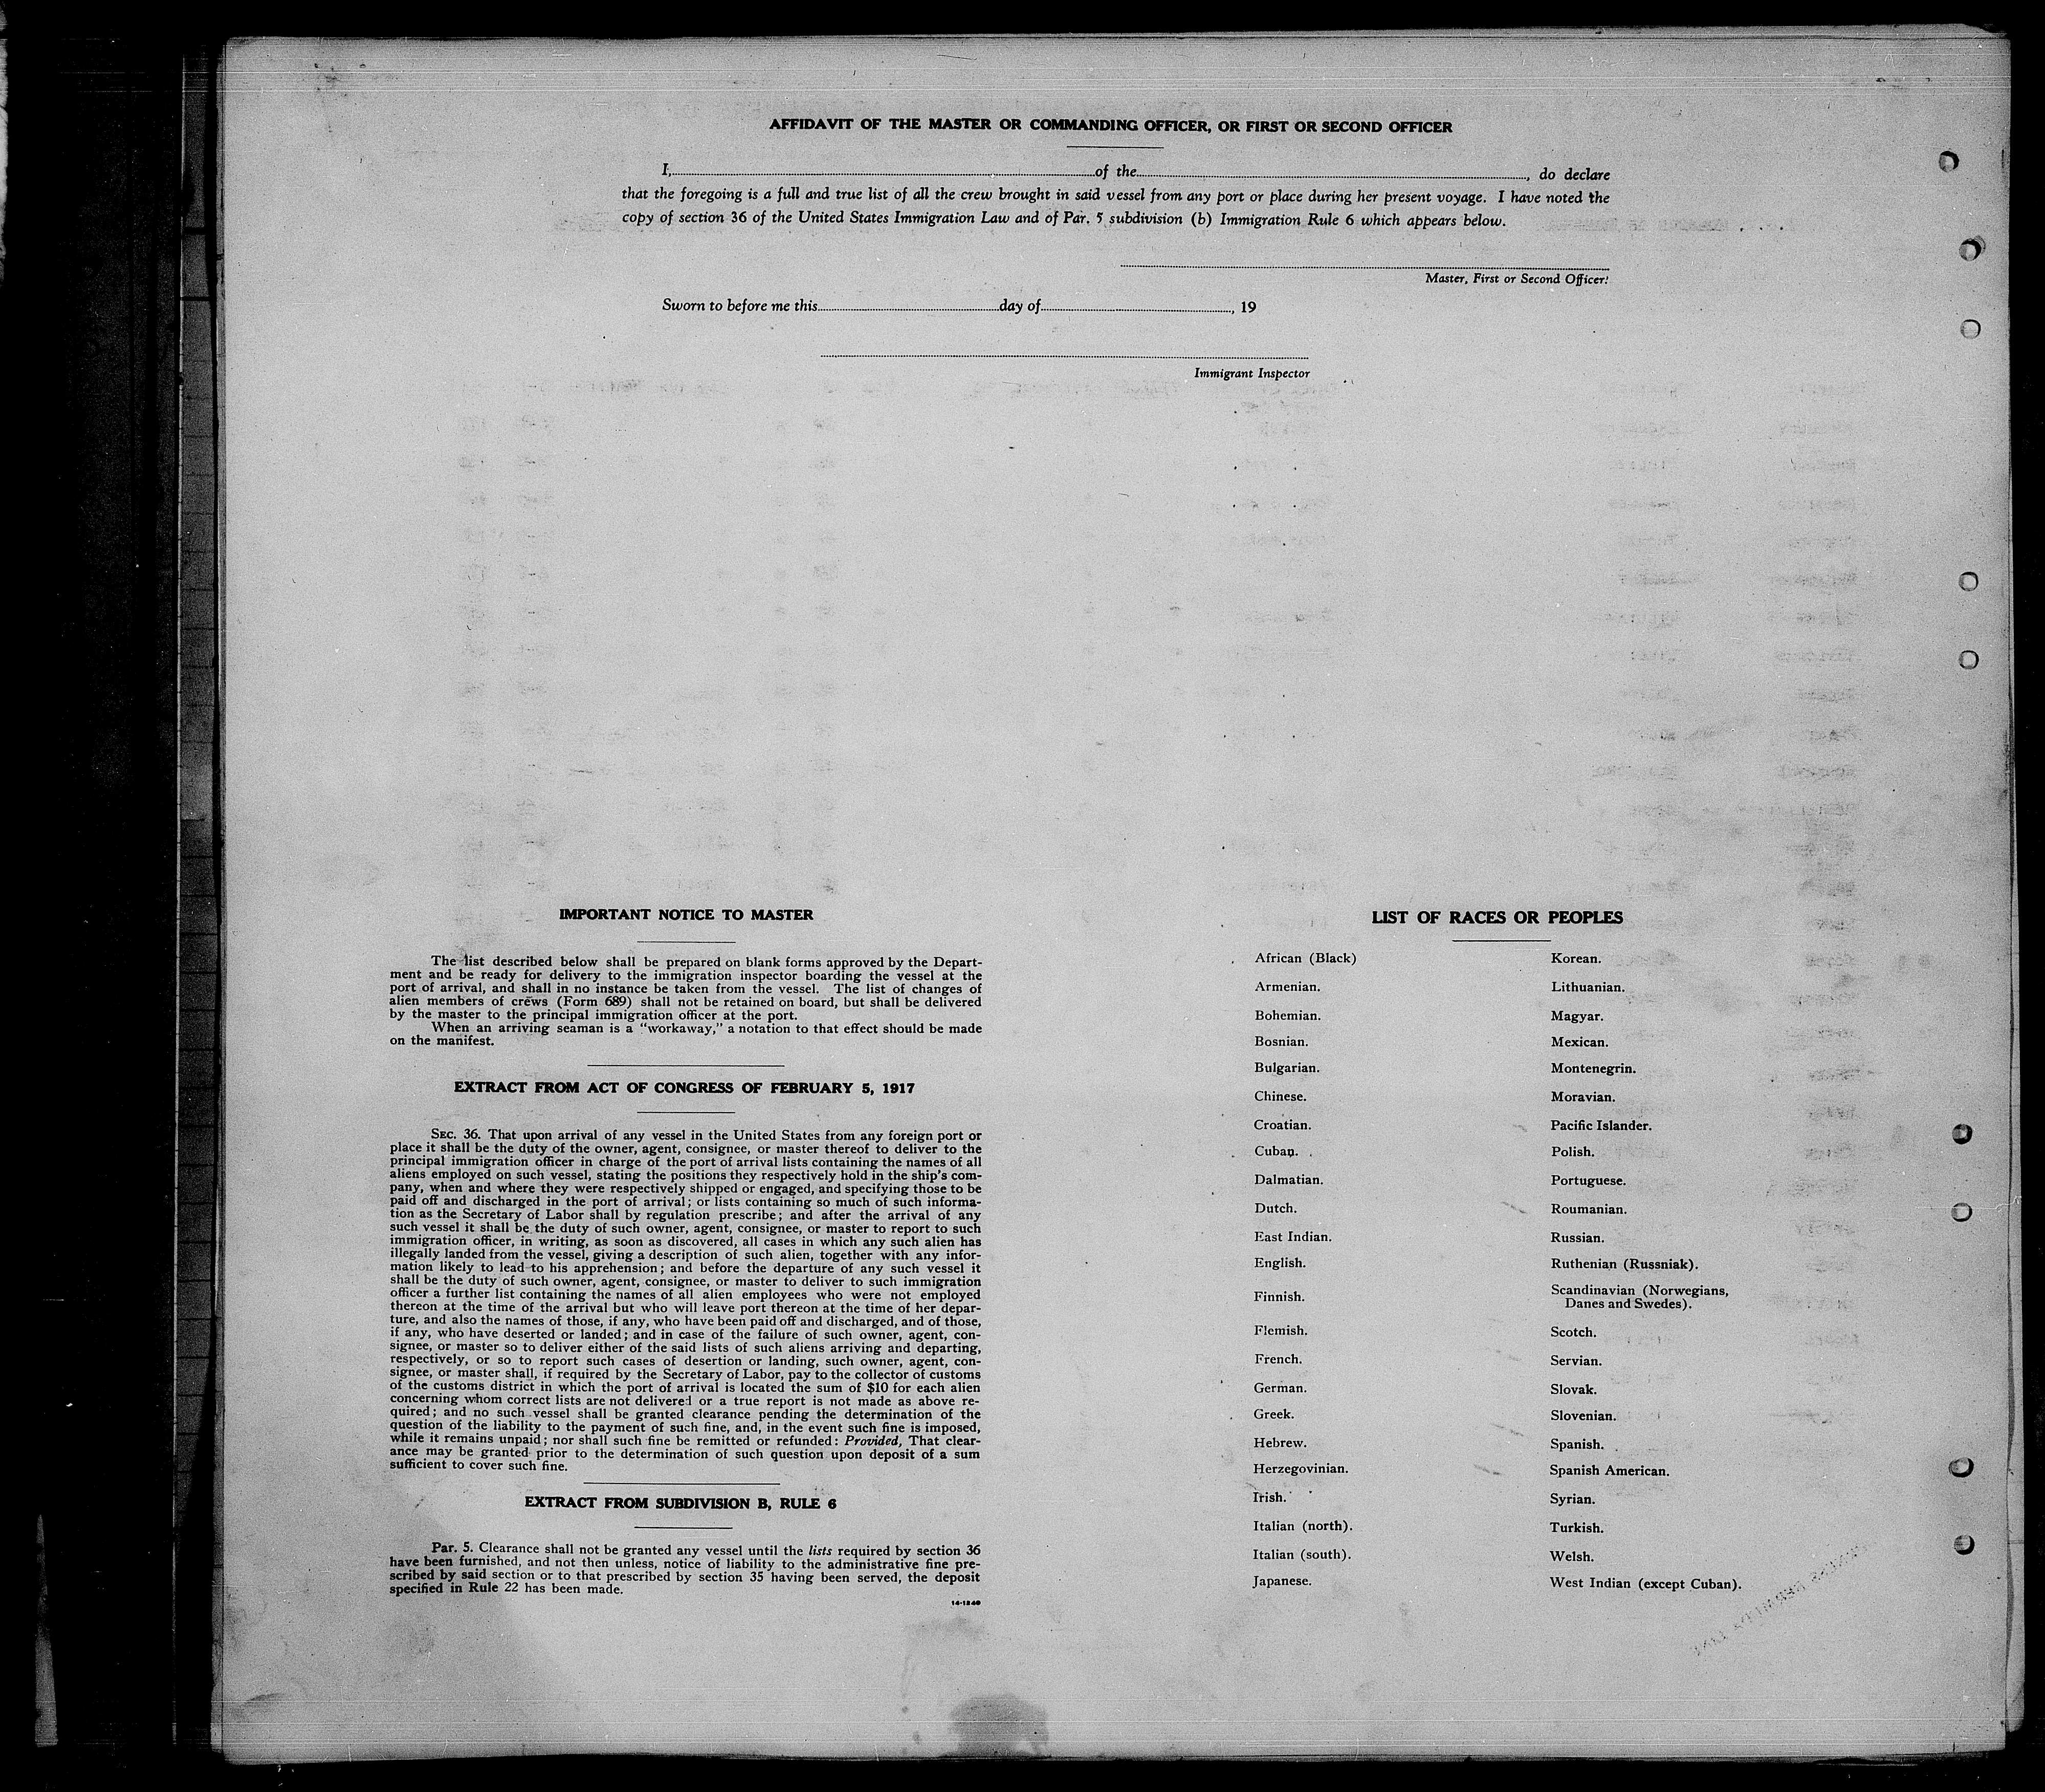 AFFIDAVIT OF THE MASTER OR COMMANDING OFFICER, OR FIRST OR SECOND OFFICER
I, of the , do declare
that the foregoing is a full and true list of all the crew brought in said vessel from any port or place during her present voyage. I have noted the
copy of section 36 of the United States Immigration Law and of Par. 5 subdivision (b) Immigration Rule 6 which appears below.
Master, First or Second Officer.
Sworn to before me this day of , 19
Immigrant Inspector
IMPORTANT NOTICE TO MASTER
The list described below shall be prepared on blank forms approved by the Depart-
ment and be ready for delivery to the immigration inspector boarding the vessel at the
port of arrival, and shall in no instance be taken from the vessel. The list of changes of
alien members of crews (Form 689) shall not be retained on board, but shall be delivered
by the master to the principal immigration officer at the port.
When an arriving seaman is a "workaway," a notation to that effect should be made
on the manifest.
EXTRACT FROM ACT OF CONGRESS OF FEBRUARY 5, 1917
SEC. 36. That upon arrival of any vessel in the United States from any foreign port or
place it shall be the duty of the owner, agent, consignee, or master thereof to deliver to the
principal immigration officer in charge of the port of arrival lists containing the names of all
aliens employed on such vessel, stating the positions they respectively hold in the ship's com-
pany, when and where they were respectively shipped or engaged, and specifying those to be
paid off and discharged in the port of arrival; or lists containing so much of such informa-
tion as the Secretary of Labor shall by regulation prescribe; and after the arrival of any
such vessel it shall be the duty of such owner, agent, consignee, or master to report to such
immigration officer, in writing, as soon as discovered, all cases in which any such alien has
illegally landed from the vessel, giving a description of such alien, together with any infor-
mation likely to lead to his apprehension; and before the departure of any such vessel it
shall be the duty of such owner, agent, consignee, or master to deliver to such immigration
officer a further list containing the names of all alien employees who were not employed
thereon at the time of the arrival but who will leave port thereon at the time of her depar-
ture, and also the names of those, if any, who have been paid off and discharged, and of those,
if any, who have deserted or landed; and in case of the failure of such owner, agent, con-
signee, or master so to deliver either of the said lists of such aliens arriving and departing,
respectively, or so to report such cases of desertion or landing, such owner, agent, con-
signee, or master shall, if required by the Secretary of Labor, pay to the collector of customs
of the customs district in which the port of arrival is located the sum of $10 for each alien
concerning whom correct lists are not delivered or a true report is not made as above re-
quired; and no such vessel shall be granted clearance pending the determination of the
question of the liability to the payment of such fine, and, in the event such fine is imposed,
while it remains unpaid; nor shall such fine be remitted or refunded: Provided, That clear-
ance may be granted prior to the determination of such question upon deposit of a sum
sufficient to cover such fine.
EXTRACT FROM SUBDIVISION B, RULE 6
Par. 5. Clearance shall not be granted any vessel until the lists required by section 36
have been furnished, and not then unless, notice of liability to the administrative fine pre-
scribed by said section or to that prescribed by section 35 having been served, the deposit
specified in Rule 22 has been made.
14-1240
LIST OF RACES OR PEOPLES
African (Black)
Armenian.
Bohemian.
Bosnian.
Bulgarian.
Chinese.
Croatian.
Cuban.
Dalmatian.
Dutch.
East Indian.
English.
Finnish.
Flemish.
French.
German.
Greek.
Hebrew.
Herzegovinian.
Irish.
Italian (north).
Italian (south).
Japanese.
Korean.
Lithuanian.
Magyar.
Mexican.
Montenegrin.
Moravian.
Pacific Islander.
Polish.
Portuguese.
Roumanian.
Russian.
Ruthenian (Russniak).
Scandinavian (Norwegians,
Danes and Swedes).
Scotch.
Servian.
Slovak.
Slovenian.
Spanish.
Spanish American.
Syrian.
Turkish.
Welsh.
West Indian (except Cuban).